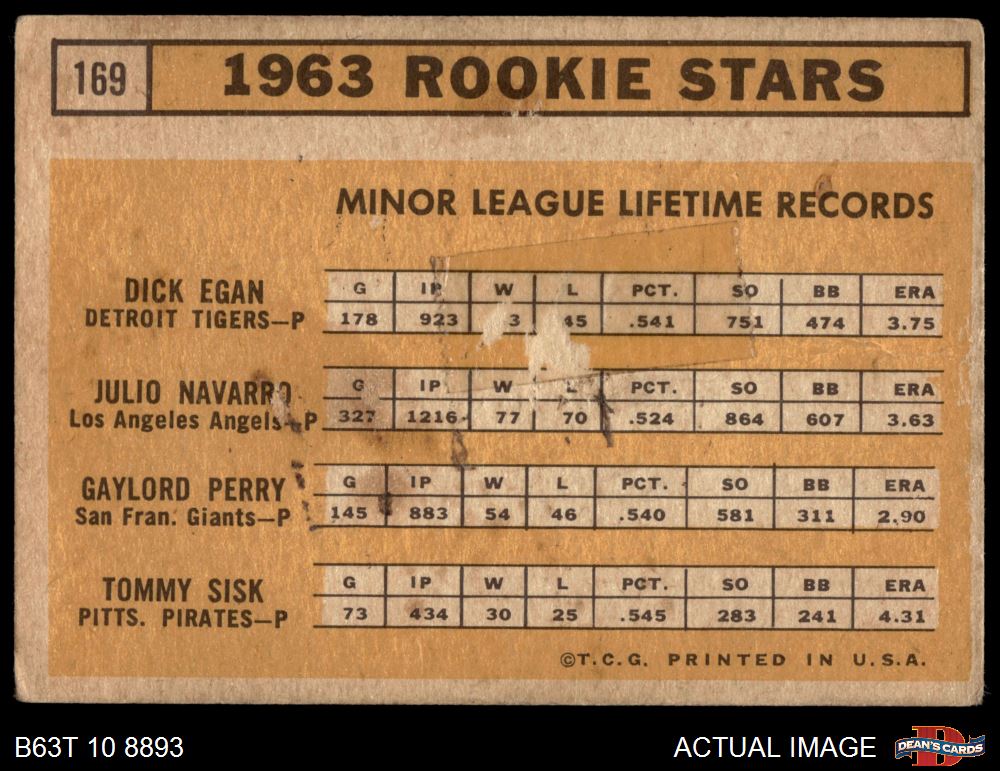 169 1963 ROOKIE STARS
MINOR LEAGUE LIFETIME RECORDS
DICK EGAN
DETROIT TIGERS—P
G IP W L PCT. SO BB ERA
178 923 3 45 .541 751 474 3.75
JULIO NAVARRO
Los Angeles Angels—P
G IP W L PCT. SO BB ERA
327 1216 77 70 .524 864 607 3.63
GAYLORD PERRY
San Fran. Giants—P
G IP W L PCT. SO BB ERA
145 883 54 46 .540 581 311 2.90
TOMMY SISK
PITTS. PIRATES—P
G IP W L PCT. SO BB ERA
73 434 30 25 .545 283 241 4.31
©T.C.G. PRINTED IN U.S.A.
B63T 10 8893
ACTUAL IMAGE
DEAN'S CARDS